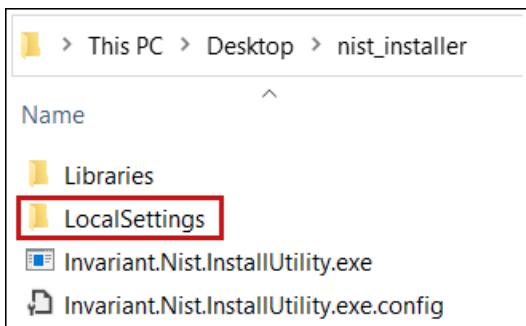 > This PC > Desktop > nist_installer
Name
Libraries
LocalSettings
Invariant.Nist.InstallUtility.exe
Invariant.Nist.InstallUtility.exe.config